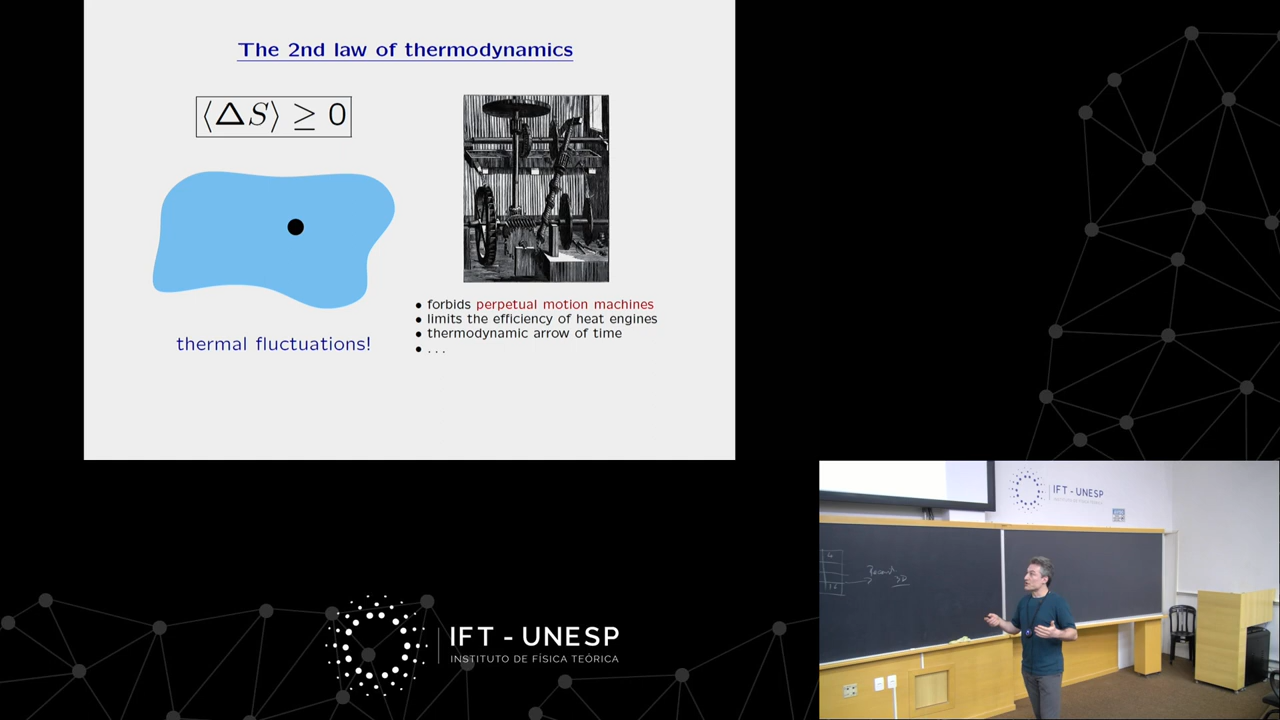 The 2nd law of thermodynamics
⟨ΔS⟩ ≥ 0
thermal fluctuations!
• forbids perpetual motion machines
• limits the efficiency of heat engines
• thermodynamic arrow of time
• . . .
IFT - UNESP
INSTITUTO DE FÍSICA TEÓRICA
IFT - UNESP